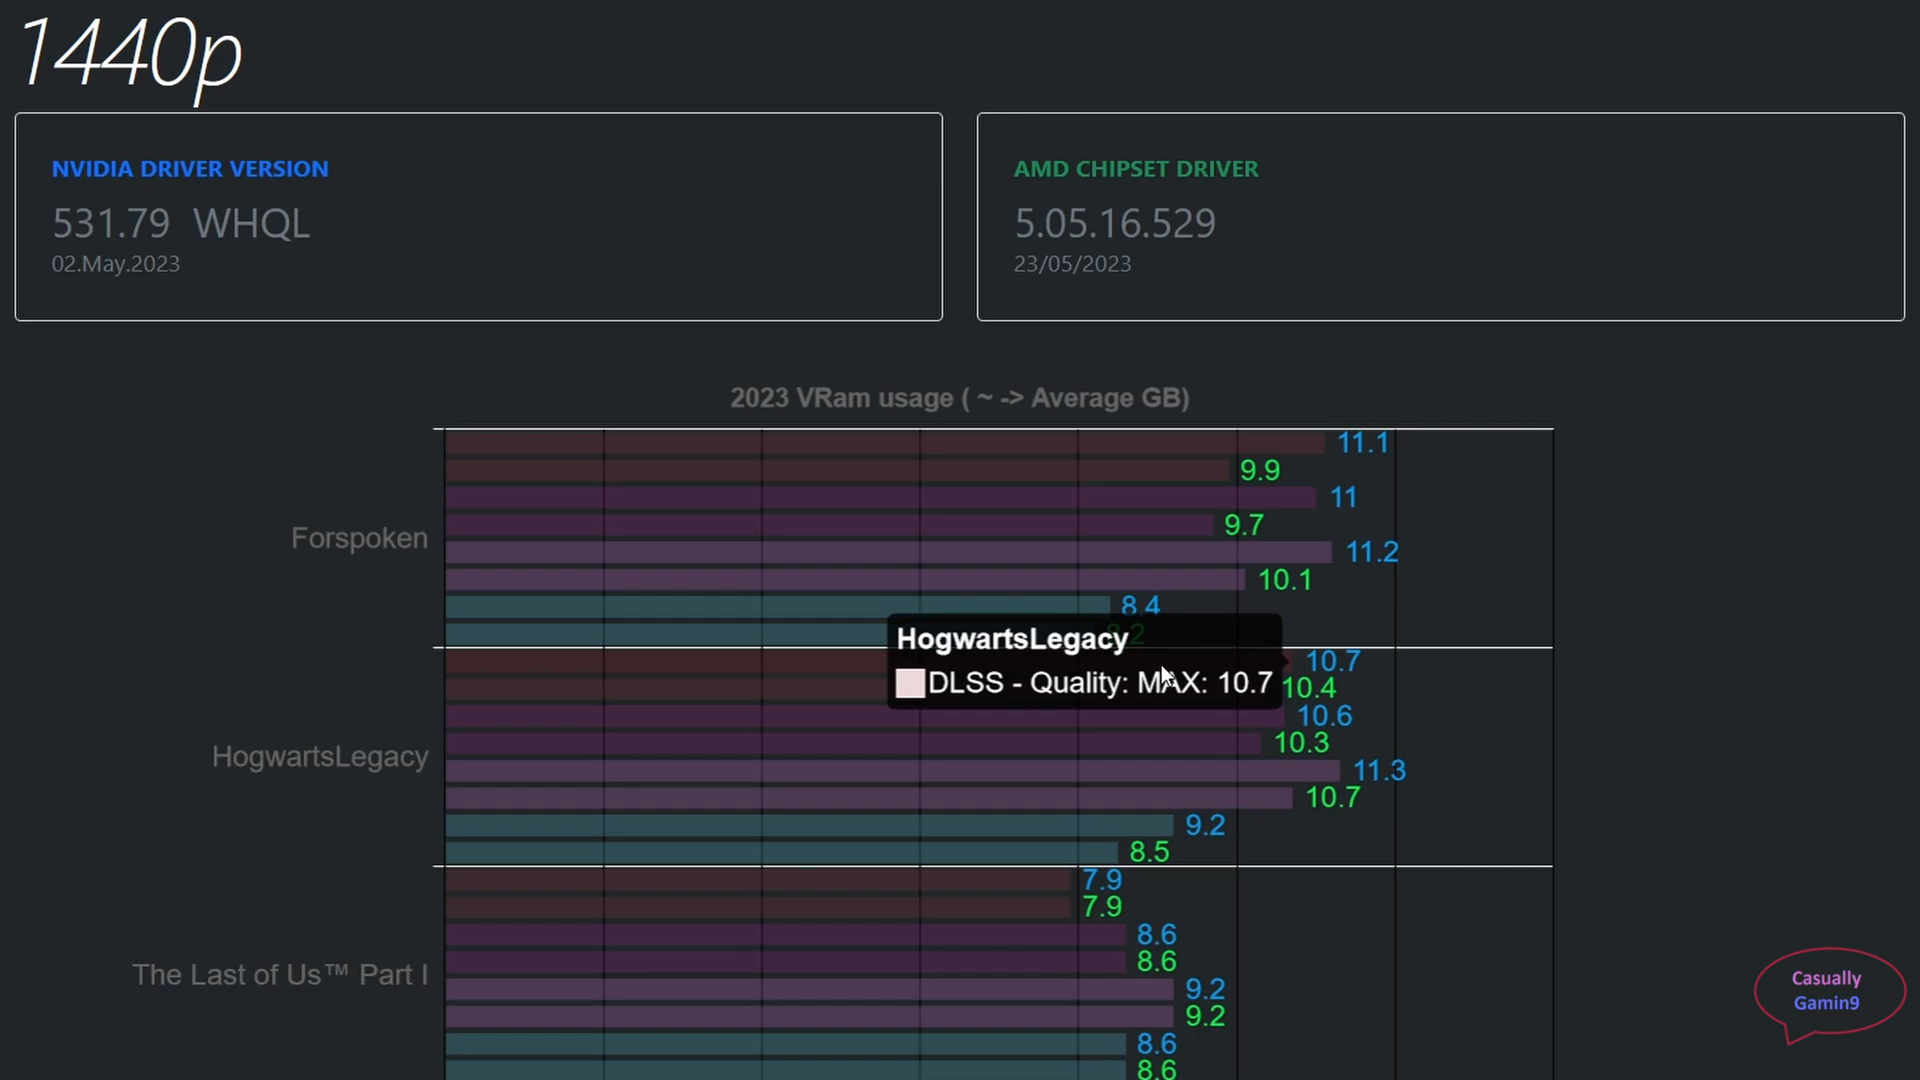 1440p
NVIDIA DRIVER VERSION
531.79 WHQL
02.May.2023
AMD CHIPSET DRIVER
5.05.16.529
23/05/2023
2023 VRam usage ( ~ -> Average GB)
Forspoken
11.1
9.9
11
9.7
11.2
10.1
8.4
HogwartsLegacy
DLSS - Quality: MAX: 10.7
HogwartsLegacy
10.7
10.4
10.6
10.3
11.3
10.7
9.2
8.5
The Last of Us™ Part I
7.9
7.9
8.6
8.6
9.2
9.2
8.6
8.6
Casually
Gamin9